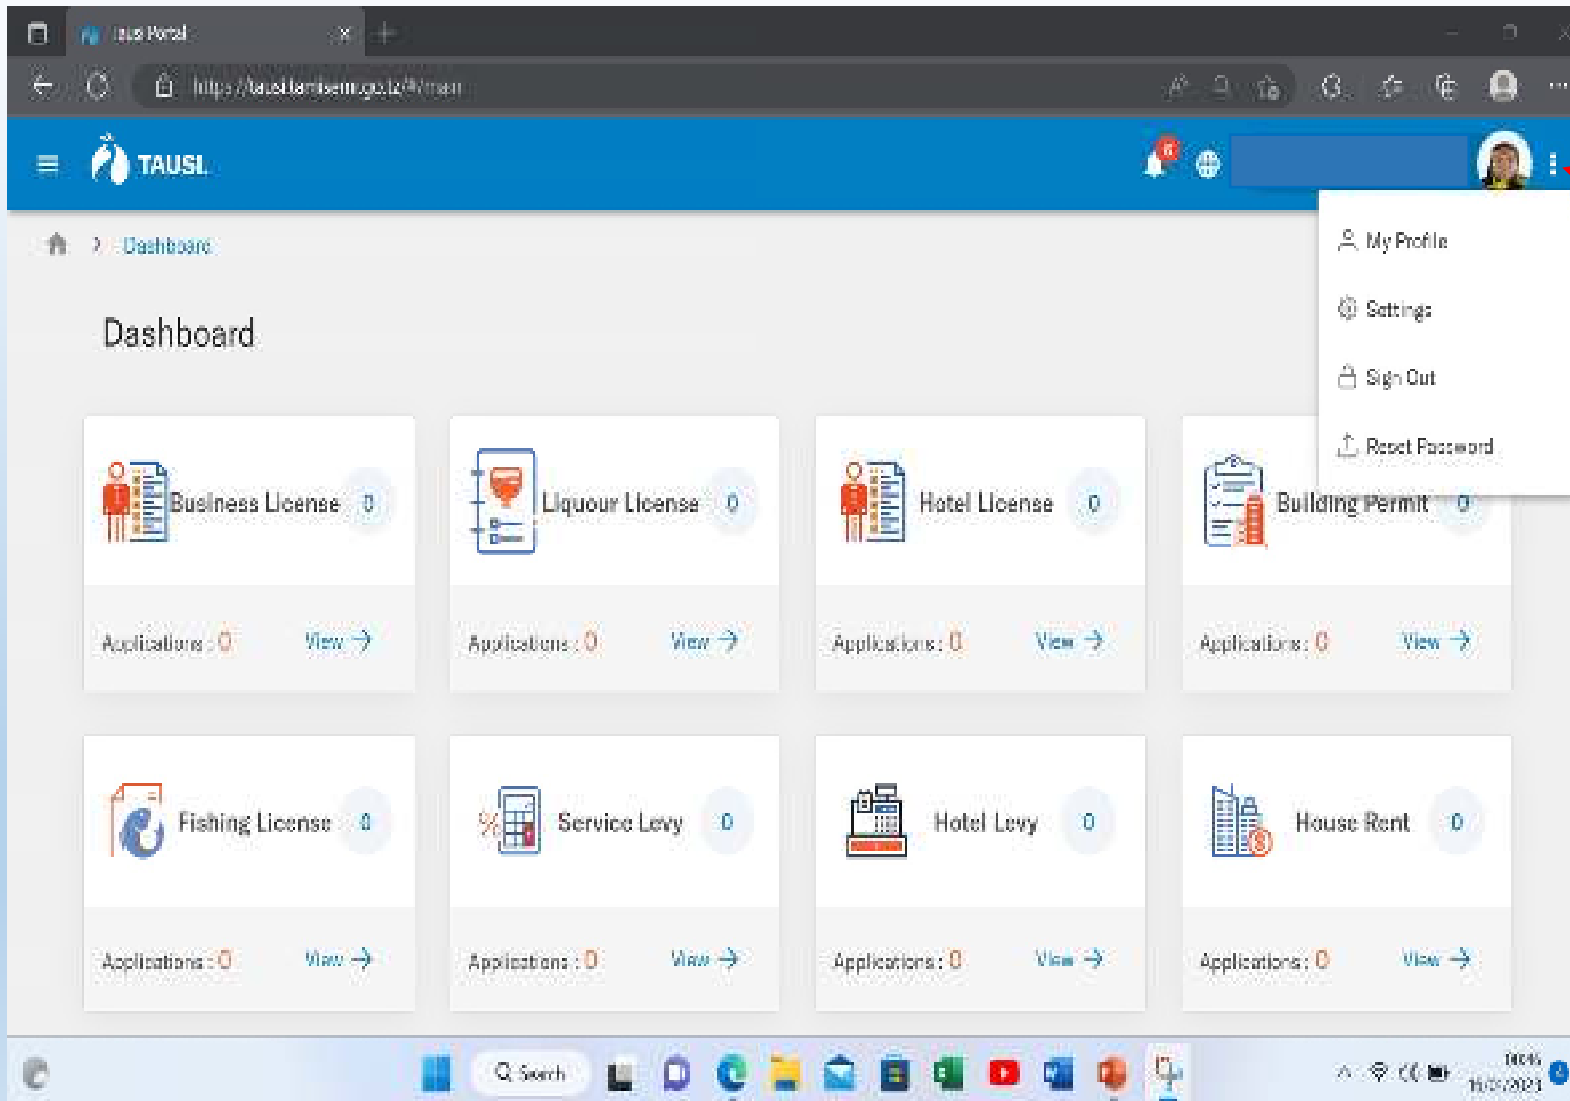 Tausi Portal
TAUSI
6
Dashboard
My Profile
Settings
Sign Out
Reset Password
Dashboard
Business License 0
Liquour License 0
Hotel License 0
Building Permit 0
Applications : 0 View
Applications : 0 View
Applications : 0 View
Applications : 0 View
Fishing License 0
Service Levy 0
Hotel Levy 0
House Rent 0
Applications : 0 View
Applications : 0 View
Applications : 0 View
Applications : 0 View
Search